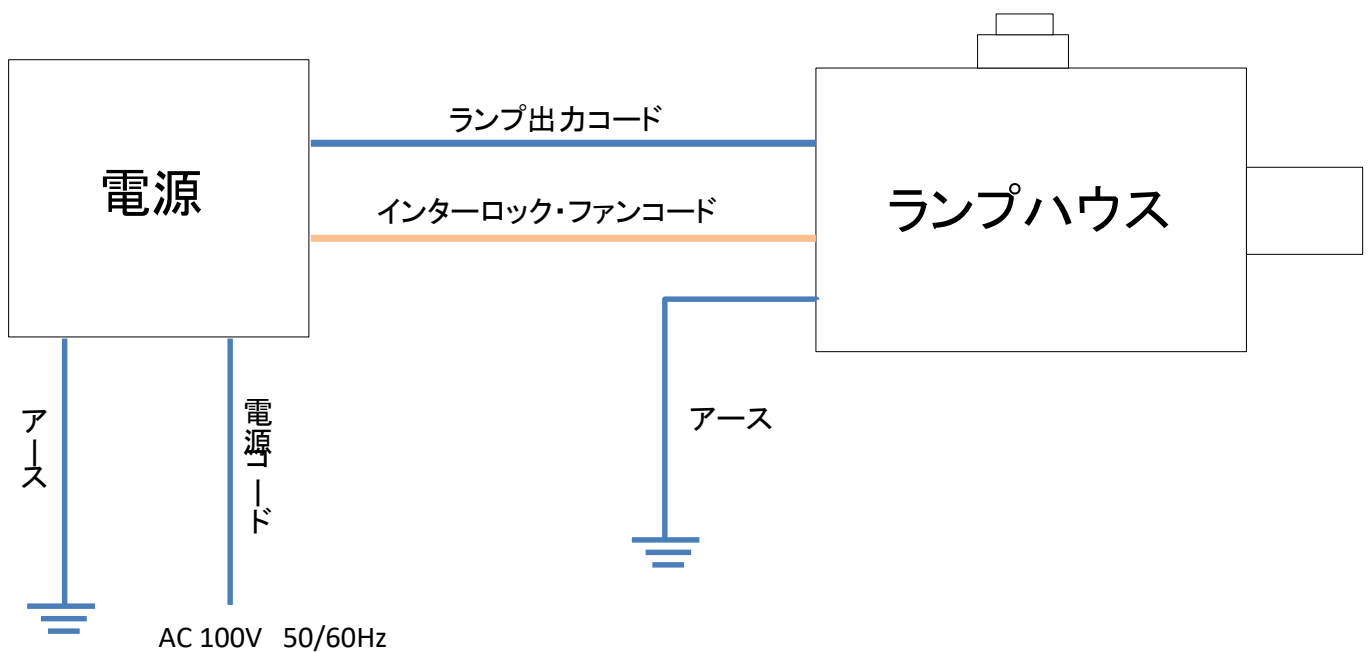 ランプ出力コード
電源
インターロック・ファンコード
ランプハウス
アース
電源コード
アース
AC 100V 50/60Hz